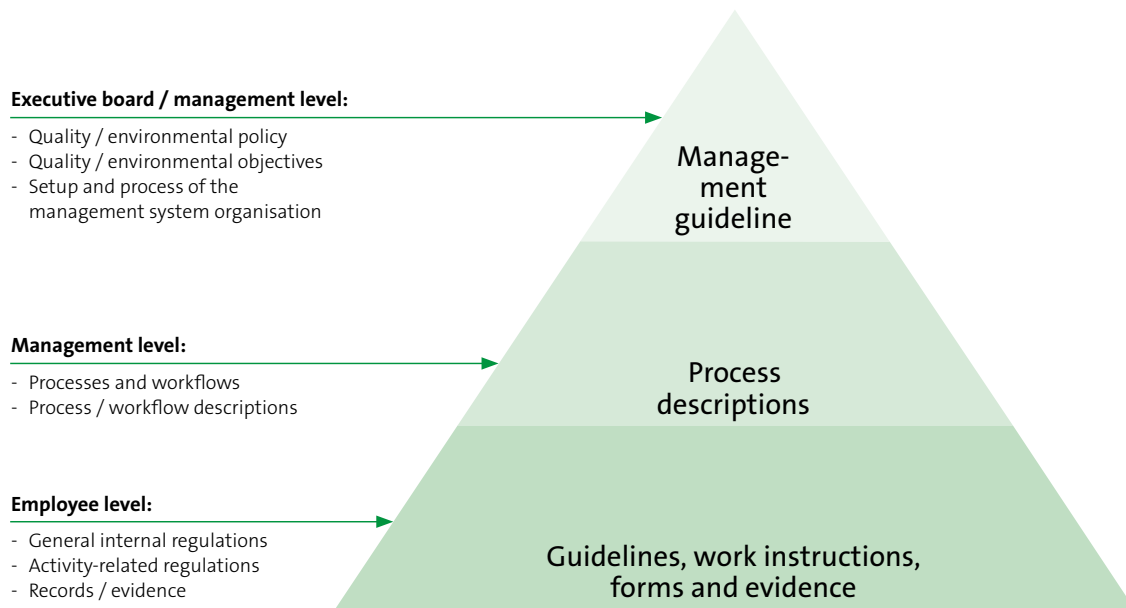 Executive board / management level:
- Quality / environmental policy
- Quality / environmental objectives
- Setup and process of the
management system organisation
Manage-
ment
guideline
Management level:
- Processes and workflows
- Process / workflow descriptions
Process
descriptions
Employee level:
- General internal regulations
- Activity-related regulations
- Records / evidence
Guidelines, work instructions,
forms and evidence